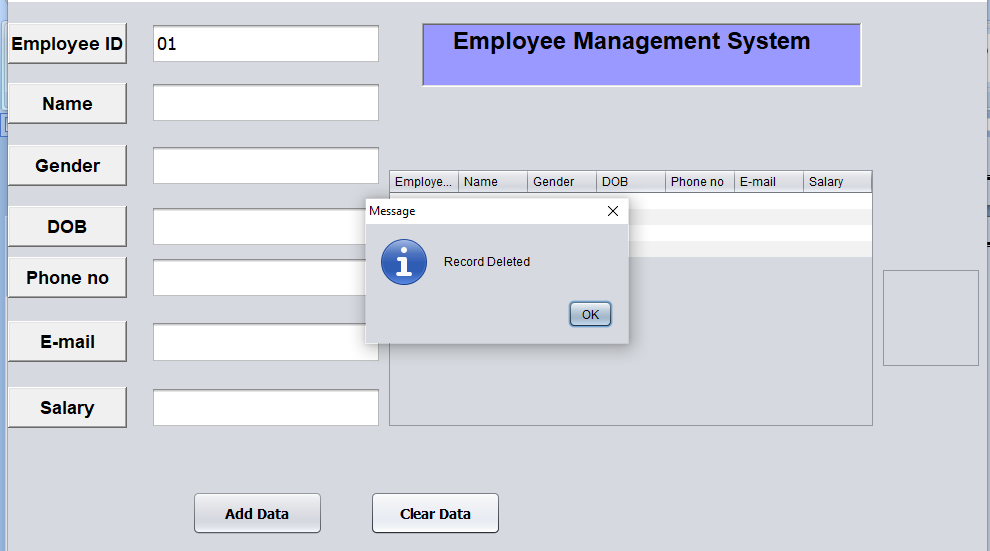 Employee ID
01
Employee Management System
Name
Gender
Employe... Name Gender DOB Phone no E-mail Salary
Message
DOB
Record Deleted
Phone no
OK
E-mail
Salary
Add Data
Clear Data